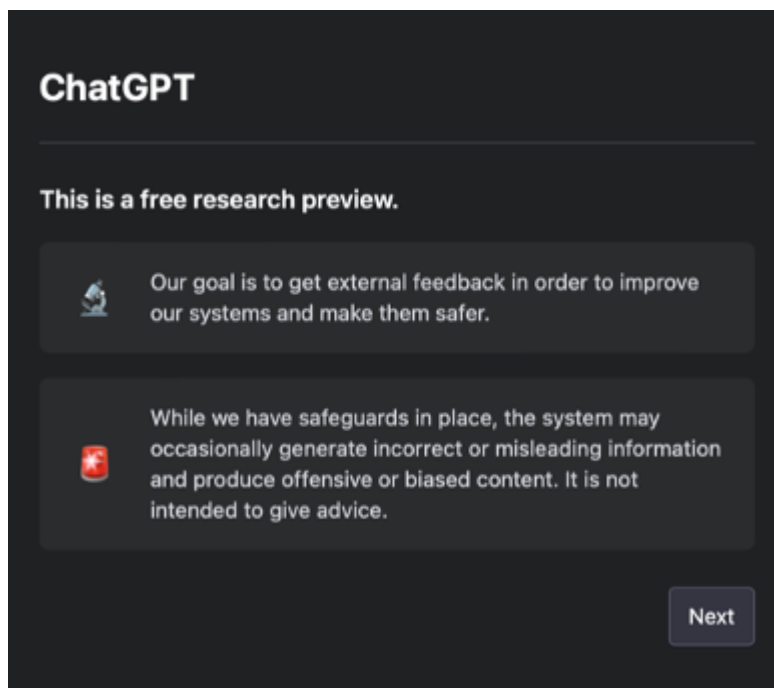 ChatGPT
This is a free research preview.
Our goal is to get external feedback in order to improve
our systems and make them safer.
While we have safeguards in place, the system may
occasionally generate incorrect or misleading information
and produce offensive or biased content. It is not
intended to give advice.
Next